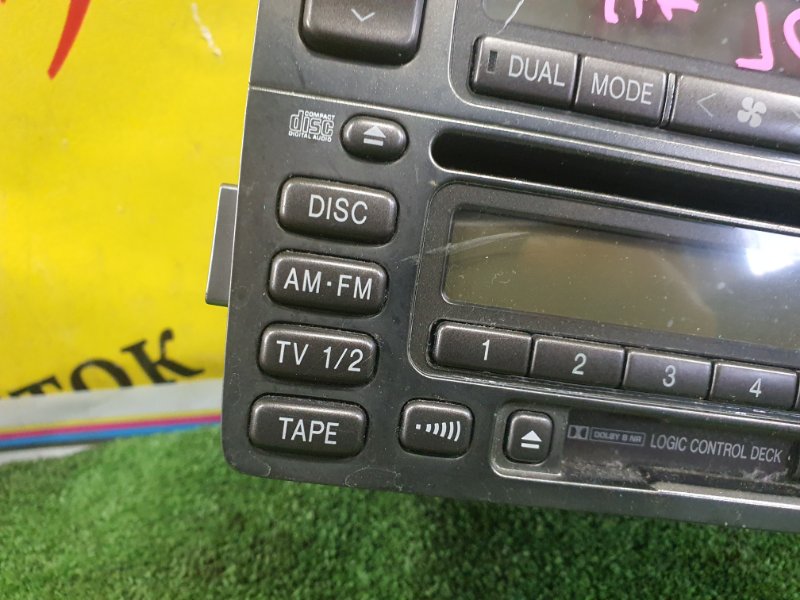 DUAL MODE
COMPACT
disc
DIGITAL AUDIO
DISC
AM·FM
TV 1/2
1 2 3 4
TAPE
DOLBY B NR LOGIC CONTROL DECK
ТОК